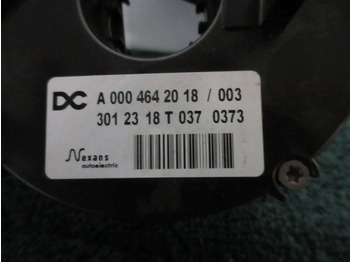 DC A 000 464 20 18 / 003
301 23 18 T 037 0373
Nexans
autoelectric